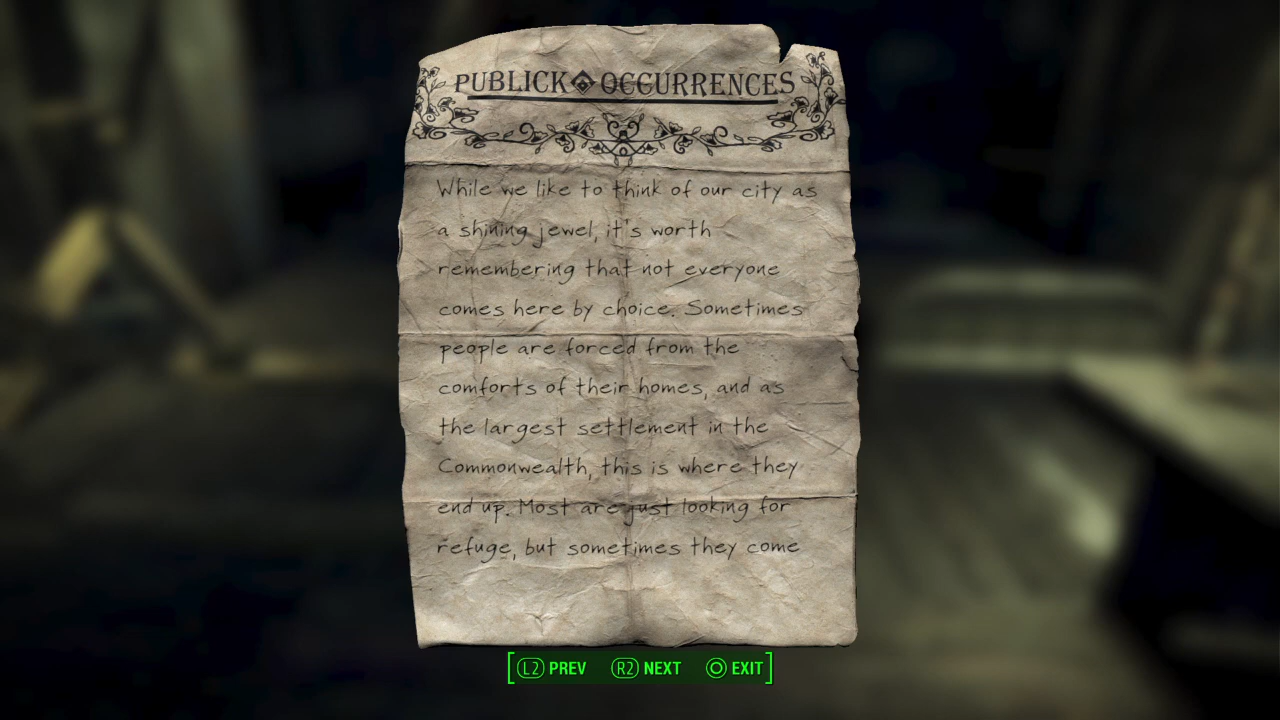 PUBLICK OCCURRENCES
While we like to think of our city as
a shining jewel, it's worth
remembering that not everyone
comes here by choice. Sometimes
people are forced from the
comforts of their homes, and as
the largest settlement in the
Commonwealth, this is where they
end up. Most are just looking for
refuge, but sometimes they come
L2 PREV R2 NEXT EXIT